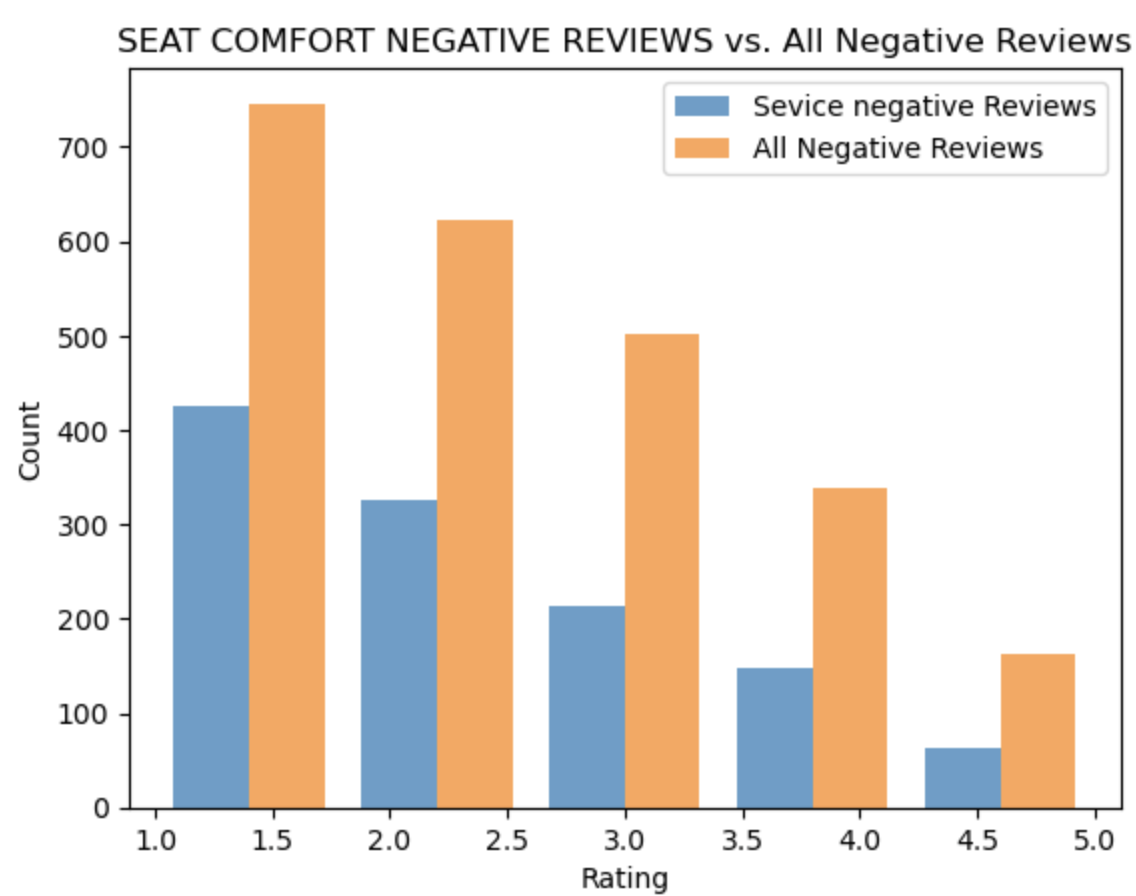 SEAT COMFORT NEGATIVE REVIEWS vs. All Negative Reviews
Sevice negative Reviews
All Negative Reviews
Count
700
600
500
400
300
200
100
0
1.0 1.5 2.0 2.5 3.0 3.5 4.0 4.5 5.0
Rating